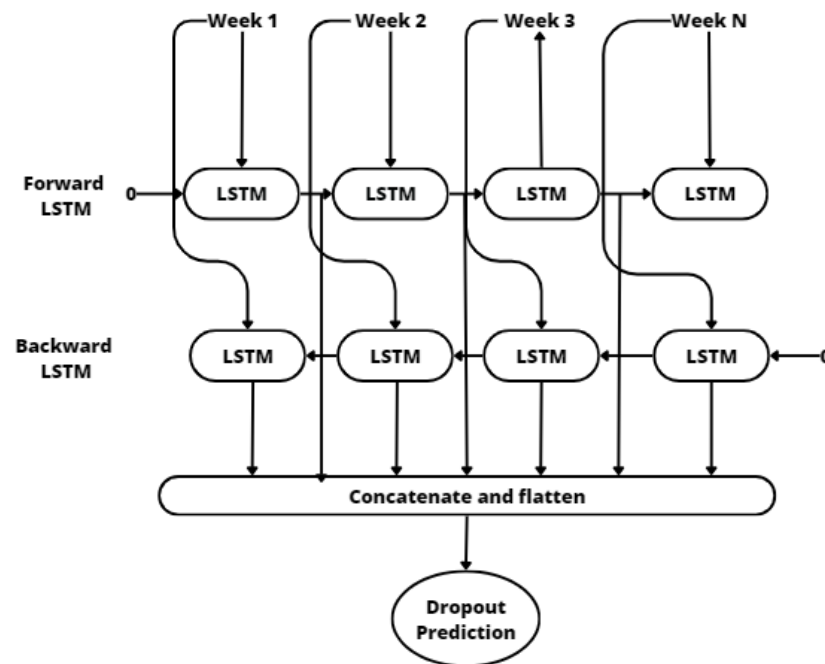 Week 1
Week 2
Week 3
Week N
Forward
LSTM
0
LSTM
LSTM
LSTM
LSTM
Backward
LSTM
LSTM
LSTM
LSTM
LSTM
Concatenate and flatten
Dropout
Prediction